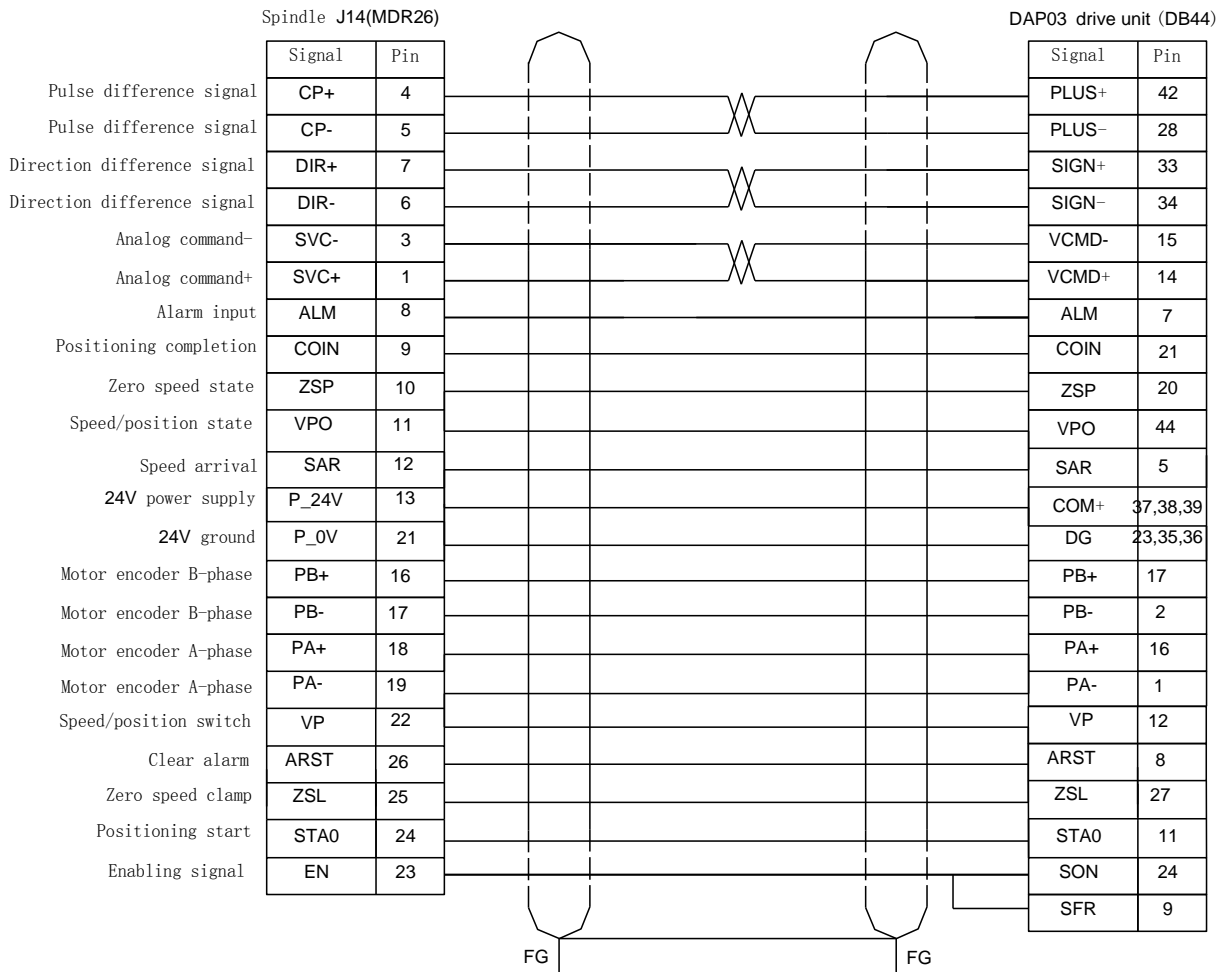 Spindle J14(MDR26) DAP03 drive unit (DB44)
Signal Pin Signal Pin
Pulse difference signal CP+ 4 PLUS+ 42
Pulse difference signal CP- 5 PLUS- 28
Direction difference signal DIR+ 7 SIGN+ 33
Direction difference signal DIR- 6 SIGN- 34
Analog command- SVC- 3 VCMD- 15
Analog command+ SVC+ 1 VCMD+ 14
Alarm input ALM 8 ALM 7
Positioning completion COIN 9 COIN 21
Zero speed state ZSP 10 ZSP 20
Speed/position state VPO 11 VPO 44
Speed arrival SAR 12 SAR 5
24V power supply P_24V 13 COM+ 37,38,39
24V ground P_0V 21 DG 23,35,36
Motor encoder B-phase PB+ 16 PB+ 17
Motor encoder B-phase PB- 17 PB- 2
Motor encoder A-phase PA+ 18 PA+ 16
Motor encoder A-phase PA- 19 PA- 1
Speed/position switch VP 22 VP 12
Clear alarm ARST 26 ARST 8
Zero speed clamp ZSL 25 ZSL 27
Positioning start STA0 24 STA0 11
Enabling signal EN 23 SON 24
SFR 9
FG FG